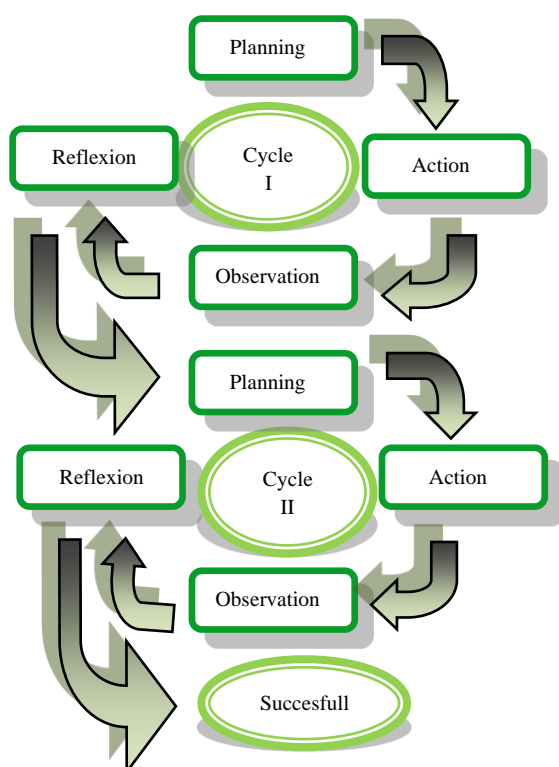 Planning
Reflexion
Cycle
I
Action
Observation
Planning
Reflexion
Cycle
II
Action
Observation
Succesfull